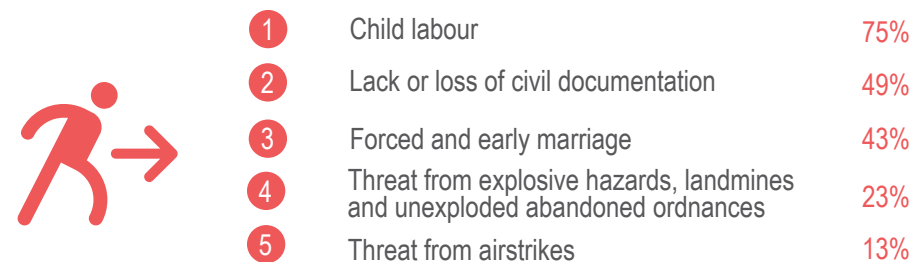 1 Child labour 75%
2 Lack or loss of civil documentation 49%
3 Forced and early marriage 43%
4 Threat from explosive hazards, landmines
and unexploded abandoned ordnances 23%
5 Threat from airstrikes 13%